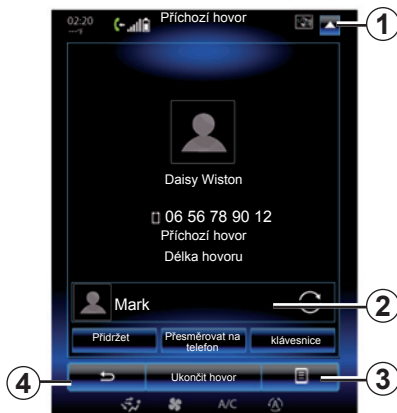 02:20
Příchozí hovor
1
Daisy Wiston
06 56 78 90 12
Příchozí hovor
Délka hovoru
Mark
2
Přidržet
Přesměrovat na
telefon
klávesnice
4
Ukončit hovor
3
A/C